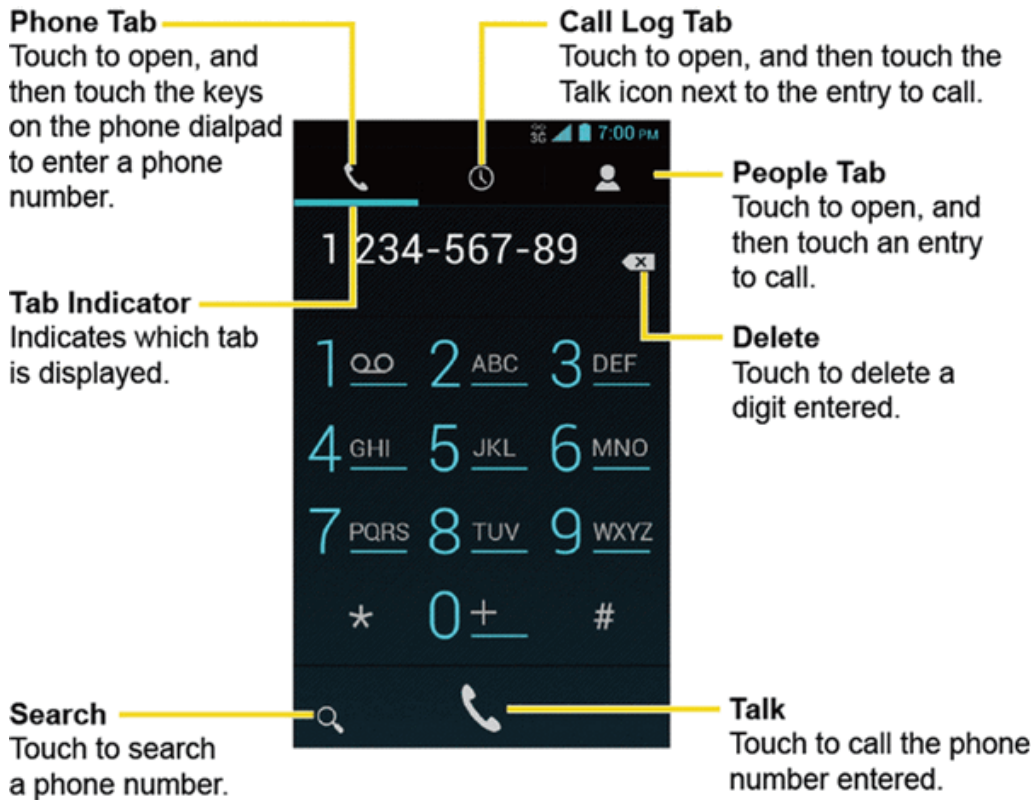 Phone Tab
Touch to open, and
then touch the keys
on the phone dialpad
to enter a phone
number.
Call Log Tab
Touch to open, and then touch the
Talk icon next to the entry to call.
3G 7:00 PM
People Tab
Touch to open, and
then touch an entry
to call.
1 234-567-89
Tab Indicator
Indicates which tab
is displayed.
Delete
Touch to delete a
digit entered.
1 2 ABC 3 DEF
4 GHI 5 JKL 6 MNO
7 PQRS 8 TUV 9 WXYZ
* 0 + #
Search
Touch to search
a phone number.
Talk
Touch to call the phone
number entered.